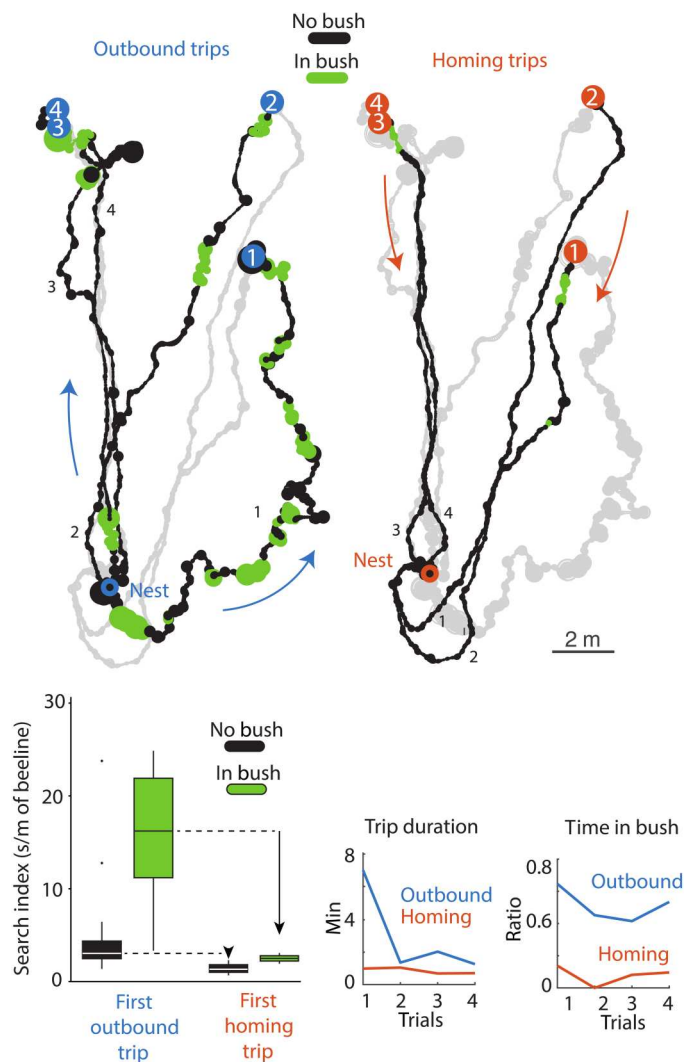 No bush
In bush
Outbound trips
Homing trips
4
3
2
4
3
2
1
1
4
3
2
1
Nest
3
4
Nest
1
2
2 m
30
20
10
0
Search index (s/m of beeline)
No bush
In bush
First
outbound
trip
First
homing
trip
Trip duration
8
4
0
Min
Outbound
Homing
1 2 3 4
Trials
Time in bush
0.8
0.6
0
Ratio
Outbound
Homing
1 2 3 4
Trials